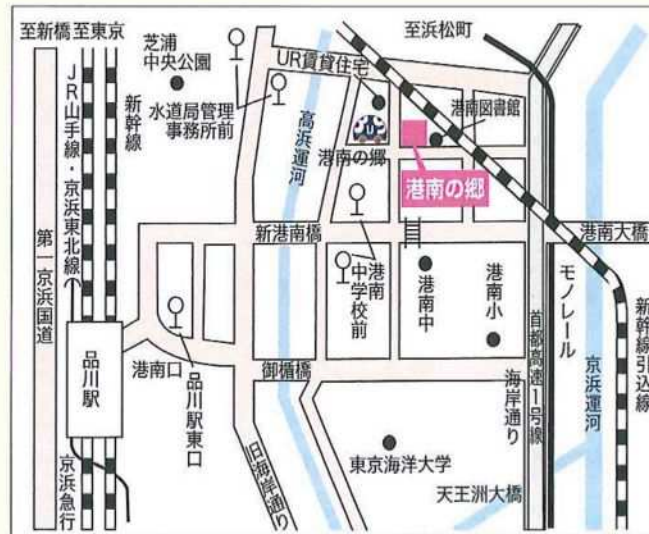 至新橋
至東京
至浜松町
芝浦
中央公園
UR賃貸住宅
JR山手線・京浜東北線
新幹線
水道局管理
事務所前
高浜運河
港南図書館
港南の郷
港南の郷
第一京浜国道
新港南橋
港南大橋
港南
中学校前
港南中
港南小
モノレール
首都高速1号線
海岸通り
京浜運河
新幹線引込線
品川駅
港南口
品川駅東口
御楯橋
旧海岸通り
東京海洋大学
天王洲大橋
京浜急行